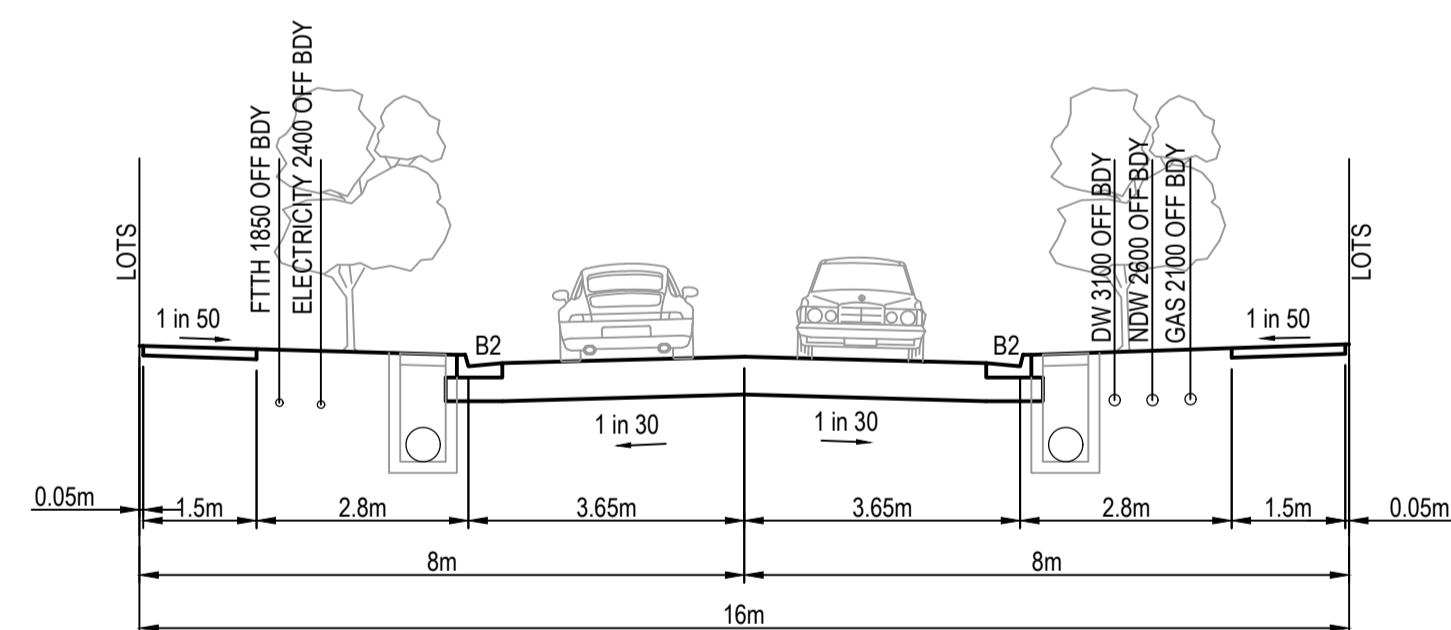 LOTS
FTTH 1850 OFF BDY
ELECTRICITY 2400 OFF BDY
DW 3100 OFF BDY
NDW 2600 OFF BDY
GAS 2100 OFF BDY
LOTS
1 in 50
B2
B2
1 in 50
1 in 30
1 in 30
0.05m
1.5m
2.8m
3.65m
3.65m
2.8m
1.5m
0.05m
8m
8m
16m